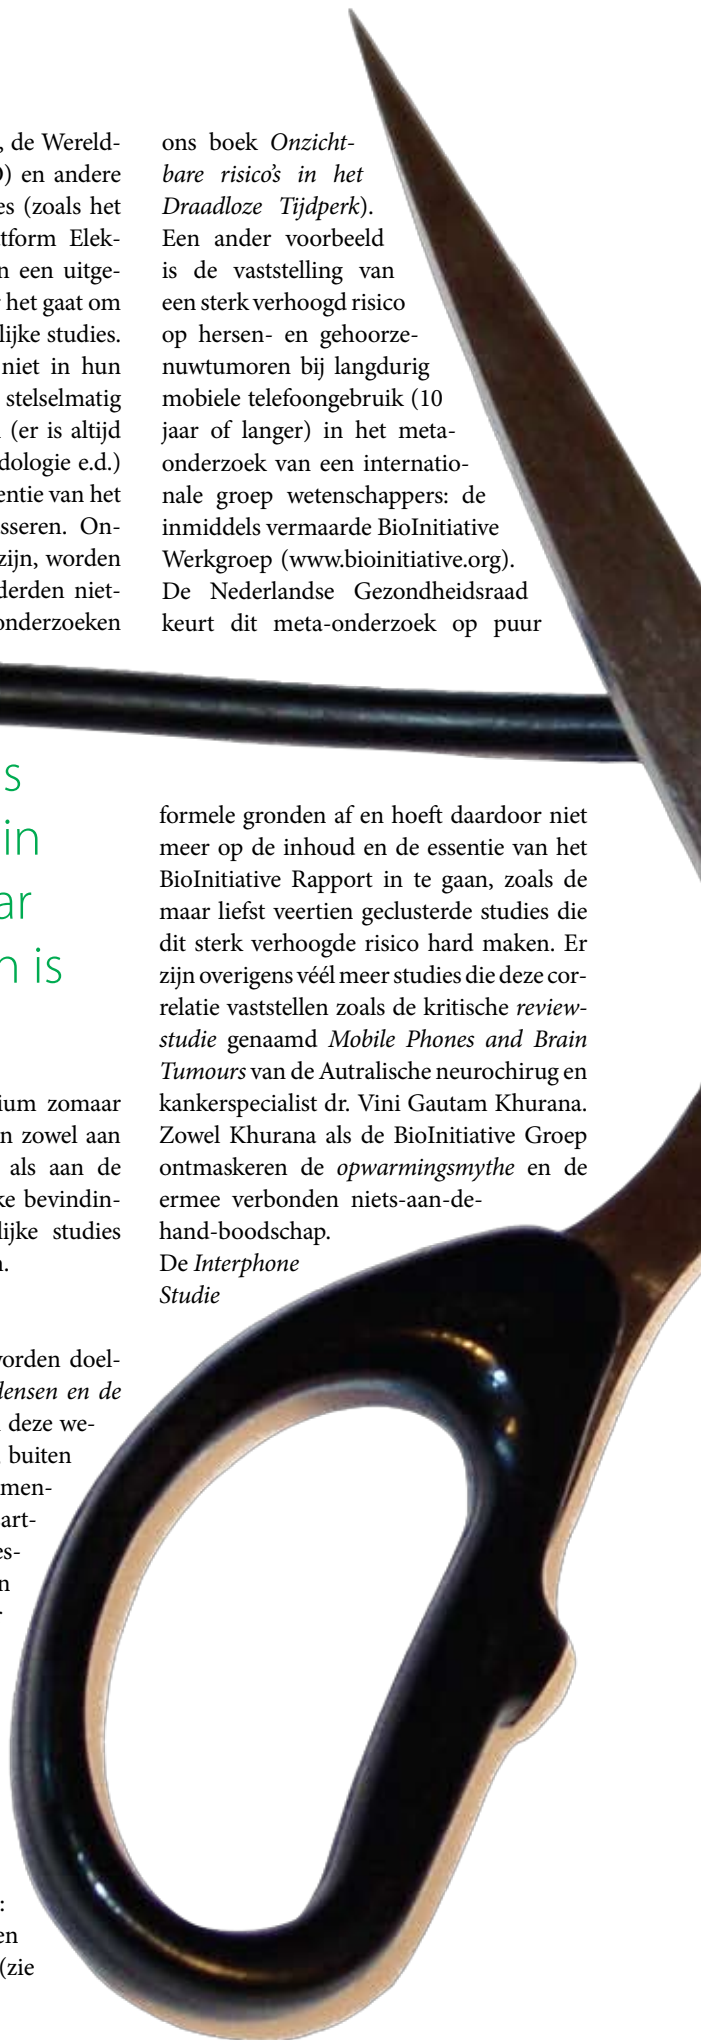 , de Wereld-
) en andere
es (zoals het
tform Elek-
n een uitge-
het gaat om
lijke studies.
niet in hun
stelselmatig
(er is altijd
dologie e.d.)
entie van het
sseren. On-
zijn, worden
derden niet-
onderzoeken
s
in
ar
n is
ium zomaar
n zowel aan
als aan de
ke bevindin-
lijke studies
n.
worden doel-
densen en de
deze we-
buiten
men-
art-
es-
n
:
en
(zie
ons boek Onzicht-
bare risico's in het
Draadloze Tijdperk).
Een ander voorbeeld
is de vaststelling van
een sterk verhoogd risico
op hersen- en gehoorze-
nuwtumoren bij langdurig
mobiele telefoongebruik (10
jaar of langer) in het meta-
onderzoek van een internatio-
nale groep wetenschappers: de
inmiddels vermaarde BioInitiative
Werkgroep (www.bioinitiative.org).
De Nederlandse Gezondheidsraad
keurt dit meta-onderzoek op puur
formele gronden af en hoeft daardoor niet
meer op de inhoud en de essentie van het
BioInitiative Rapport in te gaan, zoals de
maar liefst veertien geclusterde studies die
dit sterk verhoogde risico hard maken. Er
zijn overigens véél meer studies die deze cor-
relatie vaststellen zoals de kritische review-
studie genaamd Mobile Phones and Brain
Tumours van de Autralische neurochirug en
kankerspecialist dr. Vini Gautam Khurana.
Zowel Khurana als de BioInitiative Groep
ontmaskeren de opwarmingsmythe en de
ermee verbonden niets-aan-de-
hand-boodschap.
De Interphone
Studie